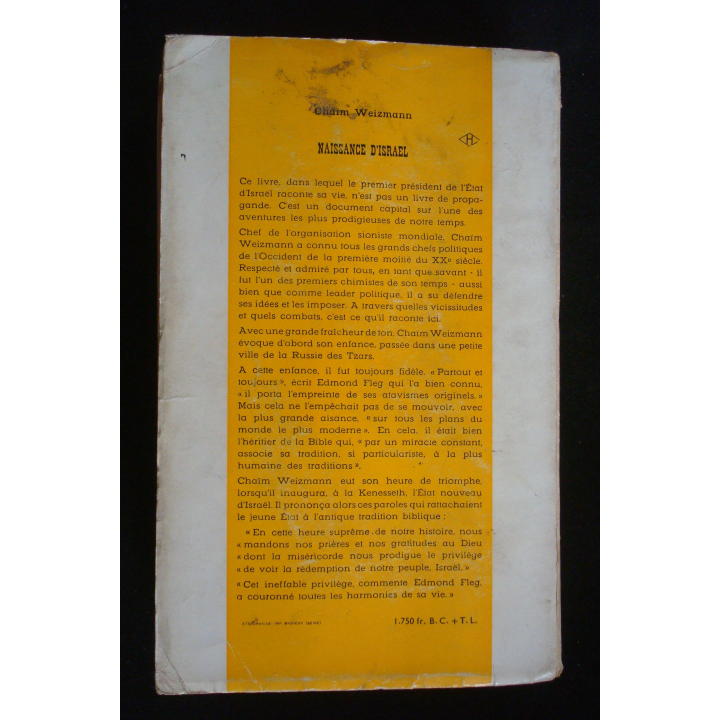 Chaïm Weizmann
H
NAISSANCE D'ISRAEL
Ce livre, dans lequel le premier président de l'État
d'Israël raconte sa vie, n'est pas un livre de propa-
gande. C'est un document capital sur l'une des
aventures les plus prodigieuses de notre temps.
Chef de l'organisation sioniste mondiale, Chaïm
Weizmann a connu tous les grands chefs politiques
de l'Occident de la première moitié du XXe siècle.
Respecté et admiré par tous, en tant que savant - il
fut l'un des premiers chimistes de son temps - aussi
bien que comme leader politique, il a su défendre
ses idées et les imposer. A travers quelles vicissitudes
et quels combats, c'est ce qu'il raconte ici.
Avec une grande fraîcheur de ton, Chaïm Weizmann
évoque d'abord son enfance, passée dans une petite
ville de la Russie des Tzars.
A cette enfance, il fut toujours fidèle. « Partout et
toujours », écrit Edmond Fleg qui l'a bien connu,
« il porta l'empreinte de ses atavismes originels. »
Mais cela ne l'empêchait pas de se mouvoir, avec
la plus grande aisance, « sur tous les plans du
monde le plus moderne ». En cela, il était bien
l'héritier de la Bible qui, « par un miracle constant,
associe sa tradition, si particulariste, à la plus
humaine des traditions ».
Chaïm Weizmann eut son heure de triomphe,
lorsqu'il inaugura, à la Kenesseth, l'État nouveau
d'Israël. Il prononça alors ces paroles qui rattachaient
le jeune État à l'antique tradition biblique :
« En cette heure suprême de notre histoire, nous
« mandons nos prières et nos gratitudes au Dieu
« dont la miséricorde nous prodigue le privilège
« de voir la rédemption de notre peuple, Israël. »
« Cet ineffable privilège, commente Edmond Fleg,
a couronné toutes les harmonies de sa vie. »
1.750 fr. B. C. + T. L.